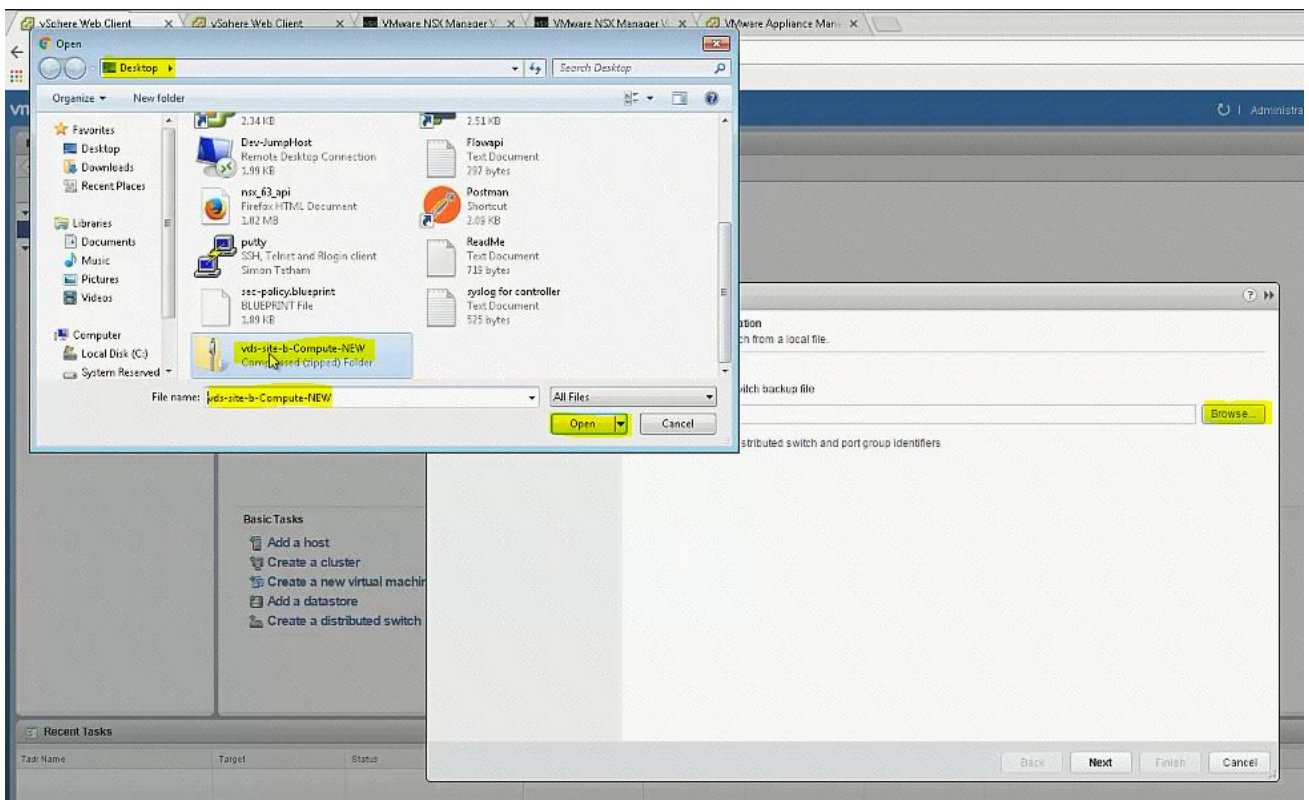 vSphere Web Client
vSphere Web Client
VMware NSX Manager V
VMware NSX Manager V
VMware Appliance Man
Open
Desktop
Search Desktop
Organize
New folder
Favorites
Desktop
Downloads
Recent Places
Libraries
Documents
Music
Pictures
Videos
Computer
Local Disk (C:)
System Reserved
2.34 KB
2.51 KB
Dev-JumpHost
Remote Desktop Connection
1.99 KB
Flowapi
Text Document
297 bytes
nsx_63_api
Firefox HTML Document
1.02 MB
Postman
Shortcut
2.09 KB
putty
SSH, Telnet and Rlogin client
Simon Tatham
ReadMe
Text Document
719 bytes
sec-policy.blueprint
BLUEPRINT File
1.09 KB
syslog for controller
Text Document
525 bytes
vds-site-b-Compute-NEW
Compressed (zipped) Folder
File name: vds-site-b-Compute-NEW
All Files
Open
Cancel
vm
Administra
ch from a local file.
witch backup file
Browse...
stributed switch and port group identifiers
Basic Tasks
Add a host
Create a cluster
Create a new virtual machin
Add a datastore
Create a distributed switch
Recent Tasks
Task Name
Target
Status
Back
Next
Finish
Cancel